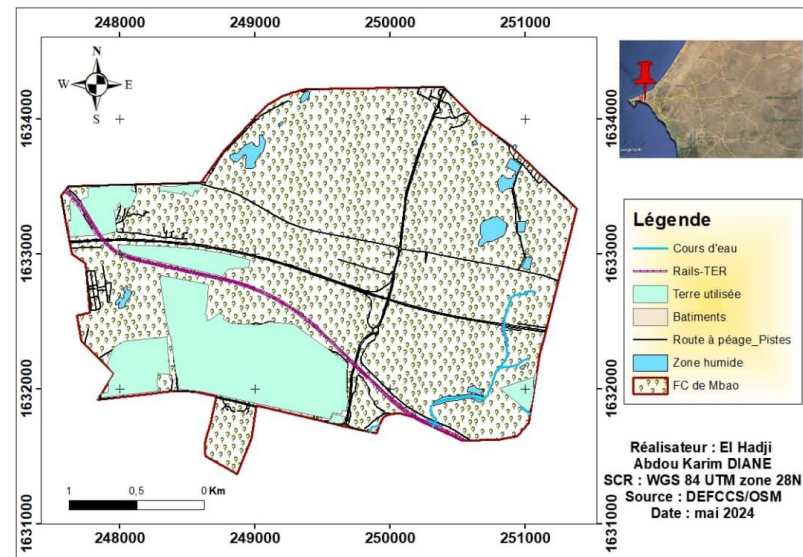 248000 249000 250000 251000
N
W E
S
1634000 1634000
1633000 1633000
1632000 1632000
1631000 1631000
1 0,5 0 Km
248000 249000 250000 251000
Légende
Cours d'eau
Rails-TER
Terre utilisée
Batiments
Route à péage_Pistes
Zone humide
FC de Mbao
Réalisateur : El Hadji
Abdou Karim DIANE
SCR : WGS 84 UTM zone 28N
Source : DEFCCS/OSM
Date : mai 2024